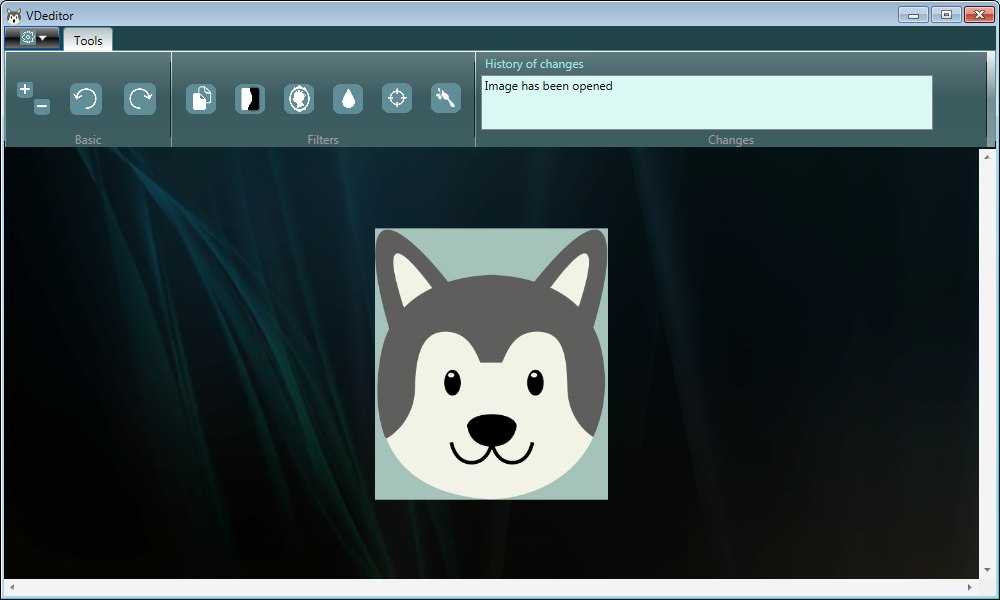 VDeditor
Tools
History of changes
Image has been opened
Basic
Filters
Changes